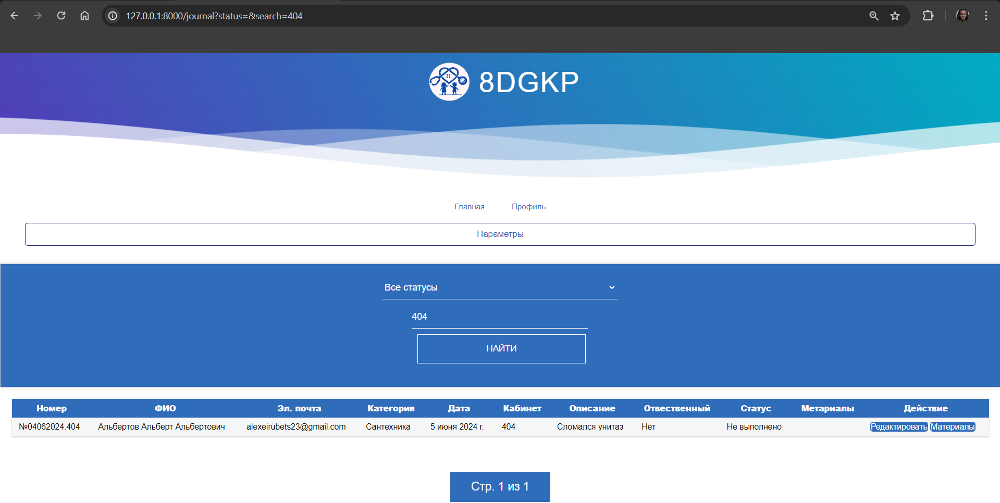 127.0.0.1:8000/journal?status=&search=404
8DGKP
Главная Профиль
Параметры
Все статусы
404
НАЙТИ
Номер ФИО Эл. почта Категория Дата Кабинет Описание Отвественный Статус Метариалы Действие
№04062024.404 Альбертов Альберт Альбертович alexeirubets23@gmail.com Сантехника 5 июня 2024 г. 404 Сломался унитаз Нет Не выполнено Редактировать Материалы
Стр. 1 из 1